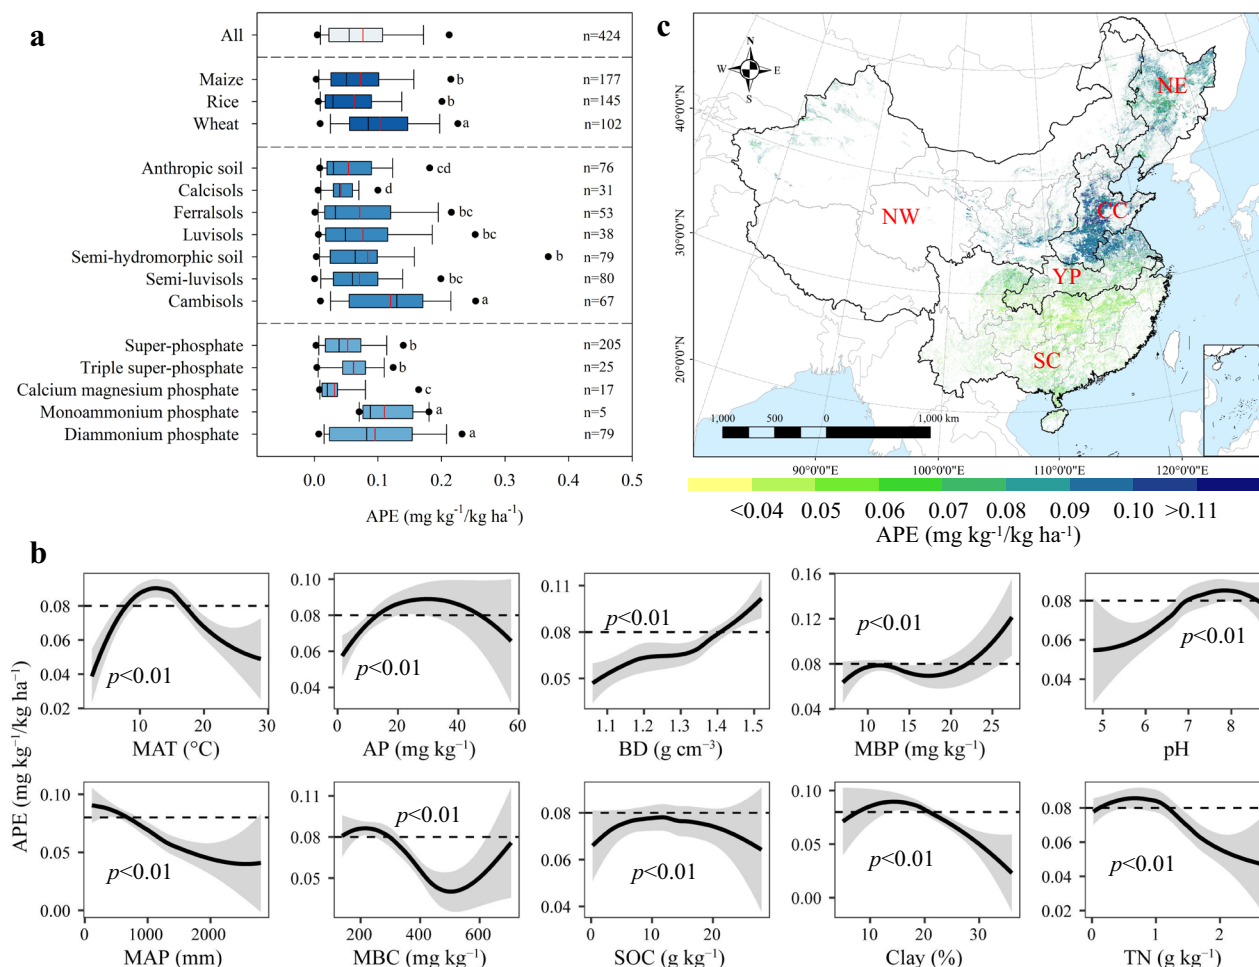 a
All n=424
Maize b n=177
Rice b n=145
Wheat a n=102
Anthropic soil cd n=76
Calcisols d n=31
Ferralsols bc n=53
Luvisols bc n=38
Semi-hydromorphic soil b n=79
Semi-luvisols bc n=80
Cambisols a n=67
Super-phosphate b n=205
Triple super-phosphate b n=25
Calcium magnesium phosphate c n=17
Monoammonium phosphate a n=5
Diammonium phosphate a n=79
0.0 0.1 0.2 0.3 0.4 0.5
APE (mg kg⁻¹/kg ha⁻¹)
c
N
W E
S
40°0'0"N
30°0'0"N
20°0'0"N
NE
NW
CC
YP
SC
1,000 500 0 1,000 km
90°0'0"E 100°0'0"E 110°0'0"E 120°0'0"E
<0.04 0.05 0.06 0.07 0.08 0.09 0.10 >0.11
APE (mg kg⁻¹/kg ha⁻¹)
b
APE (mg kg⁻¹/kg ha⁻¹)
0.08
0.06
0.04
0.02
p<0.01
0 10 20 30
MAT (°C)
0.10
0.08
0.06
0.04
p<0.01
0 20 40 60
AP (mg kg⁻¹)
0.11
0.08
0.05
p<0.01
1.1 1.2 1.3 1.4 1.5
BD (g cm⁻³)
0.16
0.12
0.08
0.04
p<0.01
10 15 20 25
MBP (mg kg⁻¹)
0.08
0.06
0.04
0.02
p<0.01
5 6 7 8
pH
0.10
0.05
0.00
p<0.01
0 1000 2000
MAP (mm)
0.11
0.08
0.05
p<0.01
200 400 600
MBC (mg kg⁻¹)
0.08
0.06
0.04
p<0.01
0 10 20
SOC (g kg⁻¹)
0.10
0.05
0.00
p<0.01
10 20 30
Clay (%)
0.08
0.06
0.04
0.02
p<0.01
0 1 2
TN (g kg⁻¹)